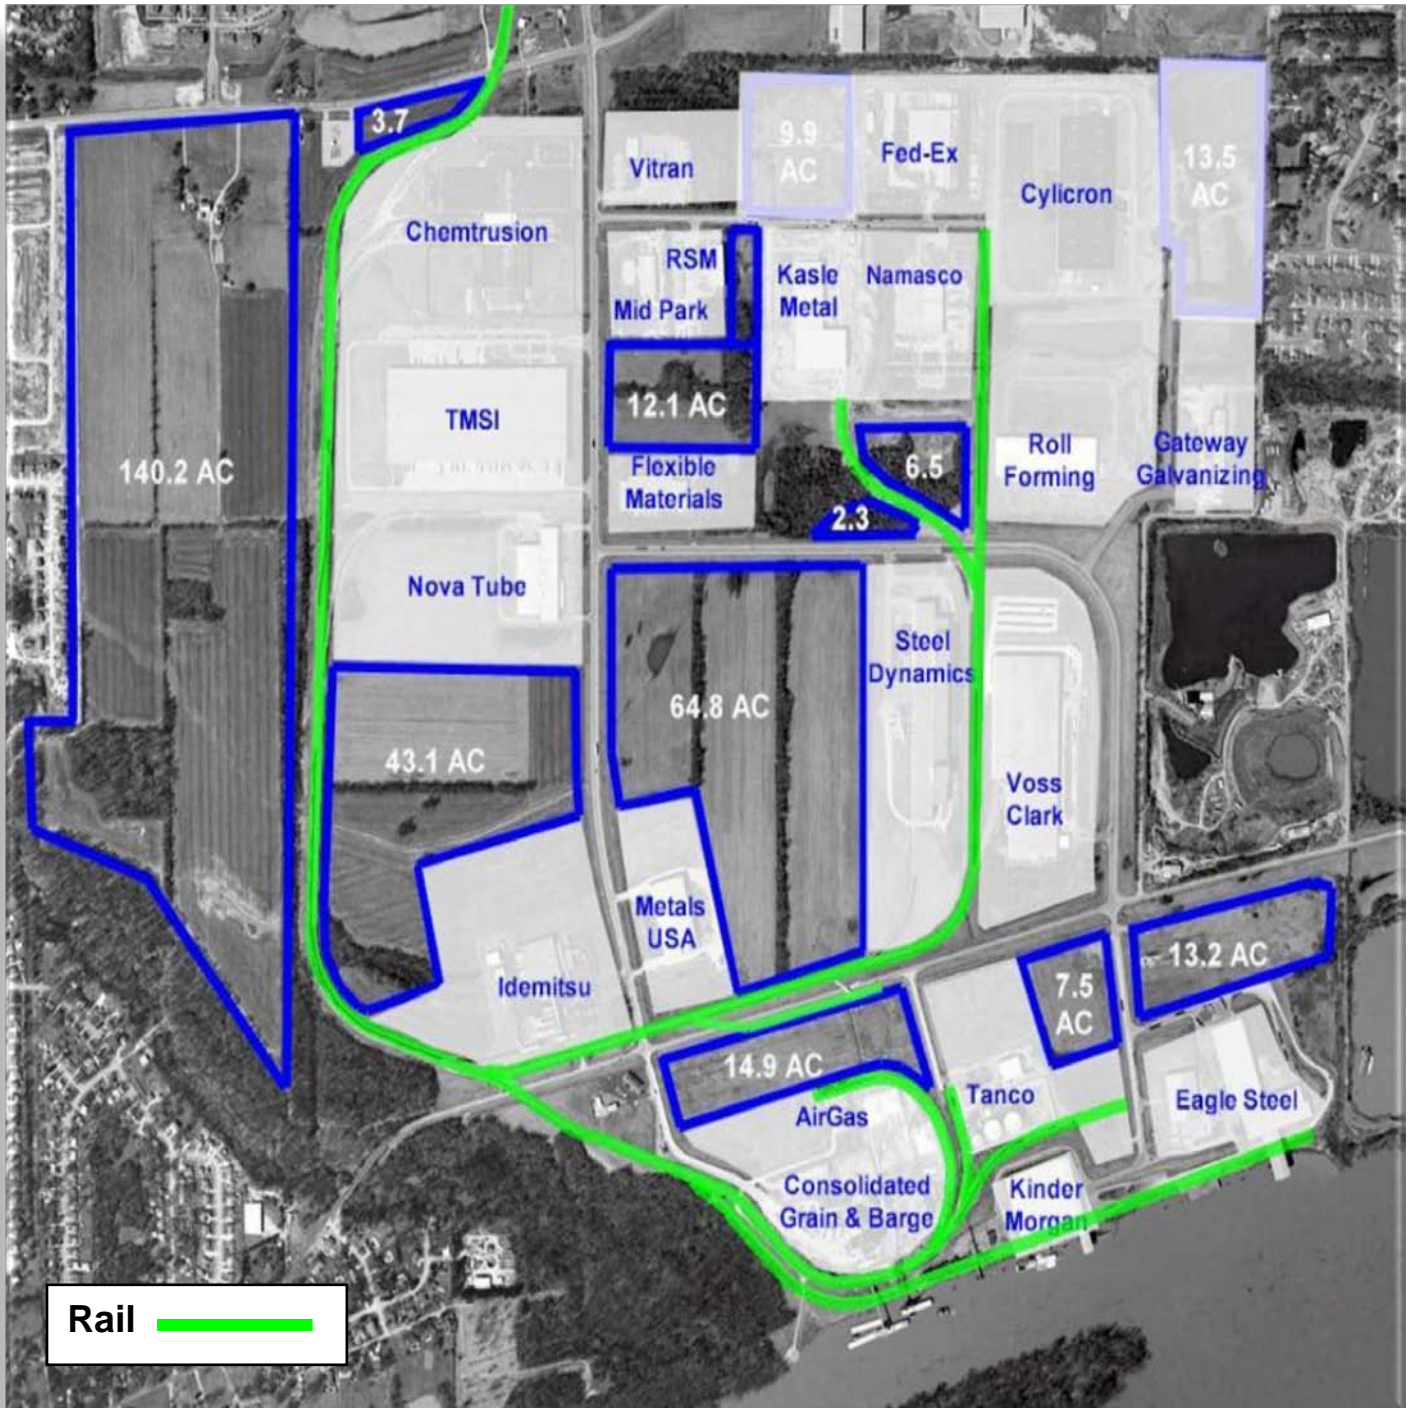 3.7
Vitran
9.9
AC
Fed-Ex
13.5
AC
Cylicron
Chemtrusion
RSM
Mid Park
Kasle
Metal
Namasco
12.1 AC
TMSI
140.2 AC
Flexible
Materials
6.5
2.3
Roll
Forming
Gateway
Galvanizing
Nova Tube
Steel
Dynamics
64.8 AC
43.1 AC
Voss
Clark
Metals
USA
Idemitsu
13.2 AC
7.5
AC
14.9 AC
AirGas
Tanco
Eagle Steel
Consolidated
Grain & Barge
Kinder
Morgan
Rail